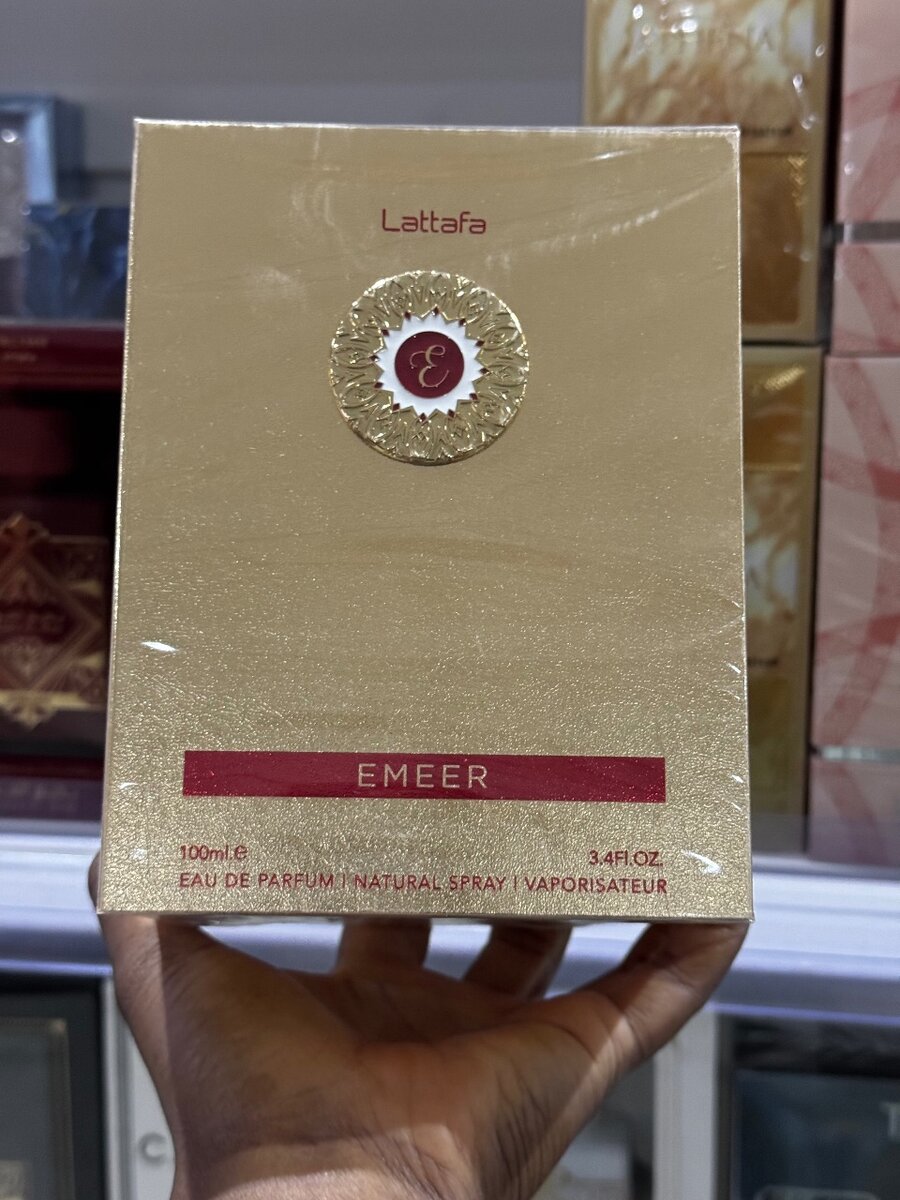 Lattafa
E
EMEER
100ml.e 3.4Fl.OZ.
EAU DE PARFUM | NATURAL SPRAY | VAPORISATEUR